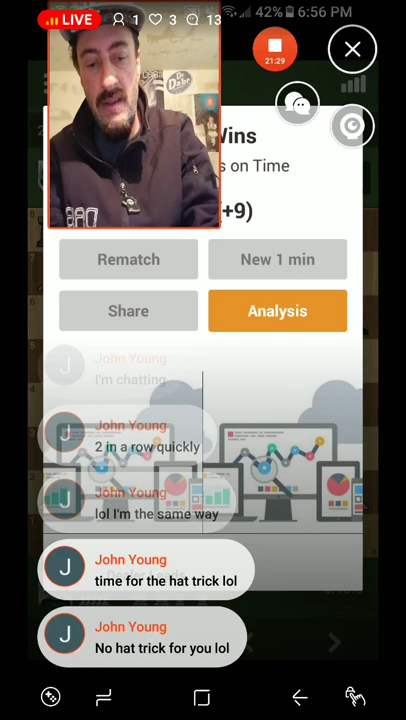 LIVE
1
3
13
42%
6:56 PM
21:29
Dr Dabz
Wins
s on Time
(+9)
Rematch
New 1 min
Share
Analysis
J
John Young
I'm chatting
J
John Young
2 in a row quickly
J
John Young
lol I'm the same way
J
John Young
time for the hat trick lol
J
John Young
No hat trick for you lol